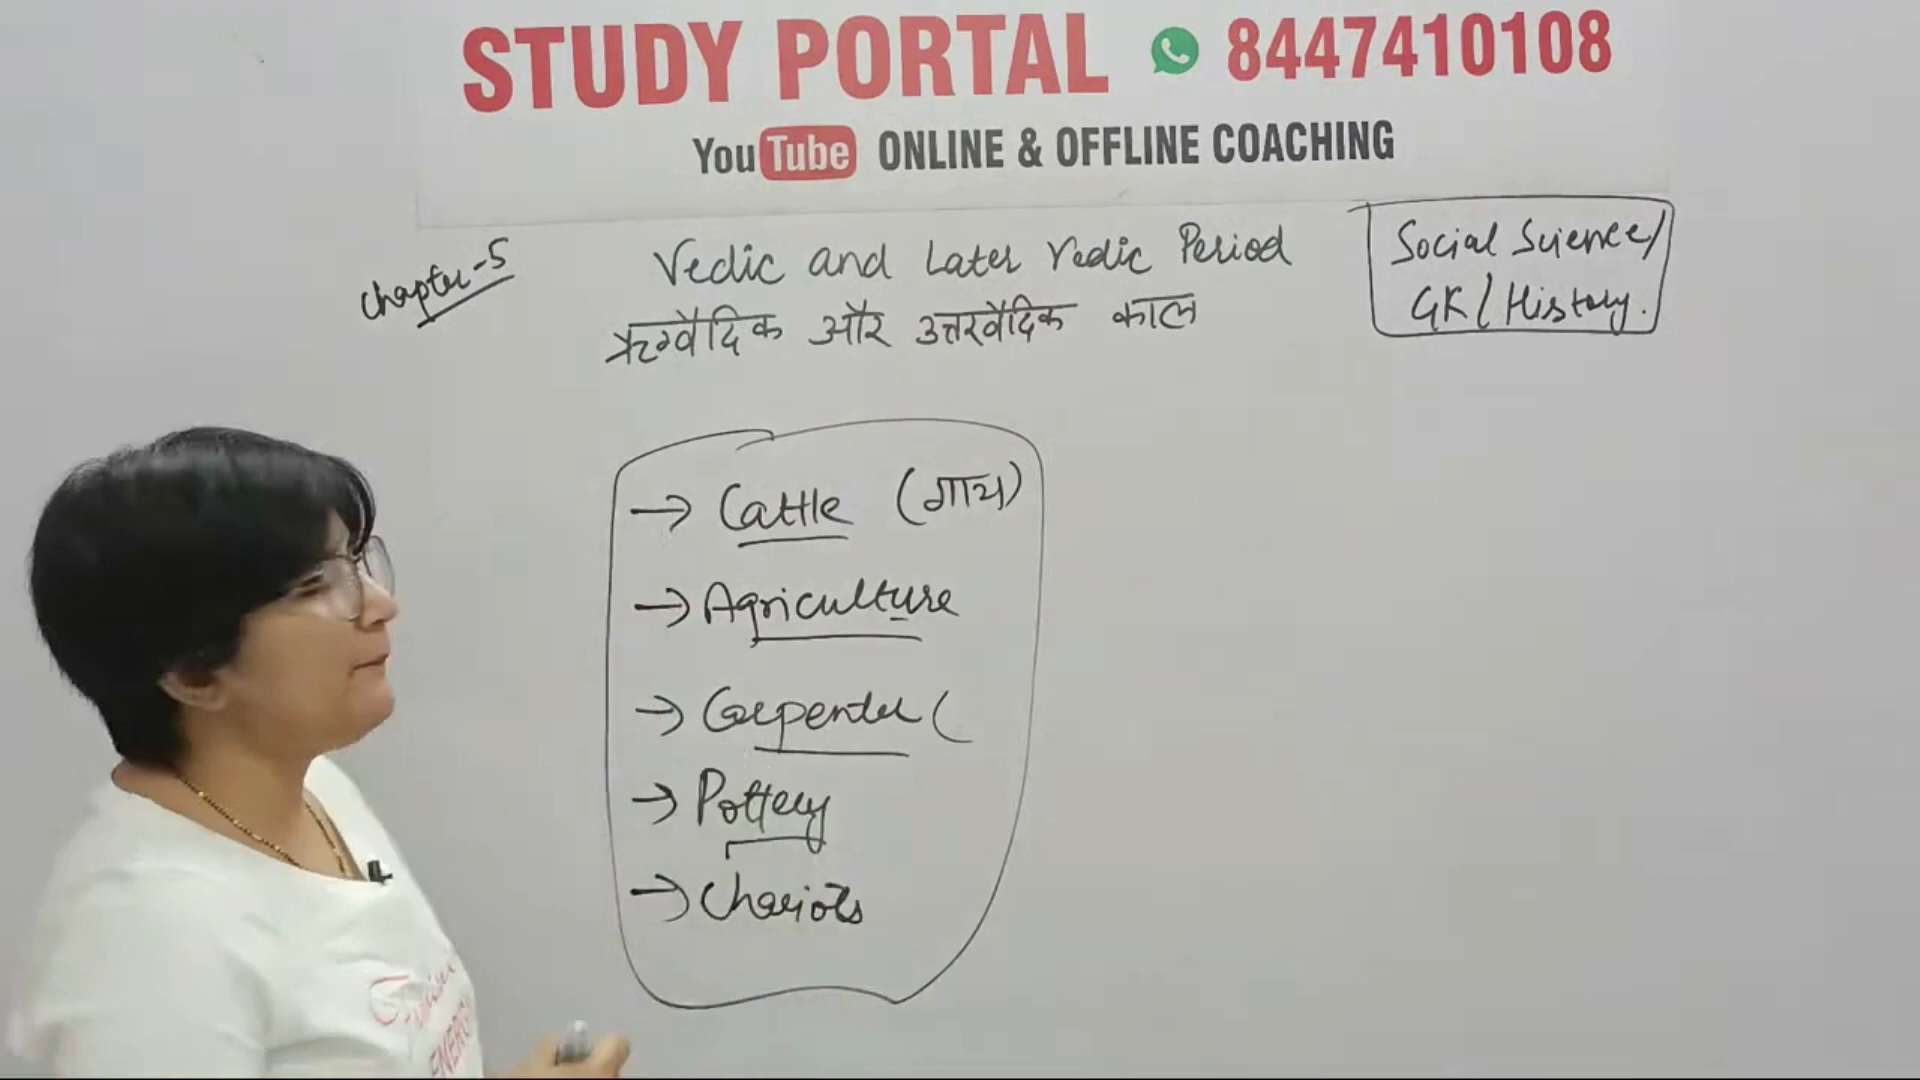 STUDY PORTAL 8447410108
YouTube ONLINE & OFFLINE COACHING
Chapter-5
Vedic and Later Vedic Period
ऋग्वैदिक और उत्तरवैदिक काल
Social Science/
GK/History.
→ Cattle (गाय)
→ Agriculture
→ Carpenter (
→ Pottery
→ Chariots
ENERGY